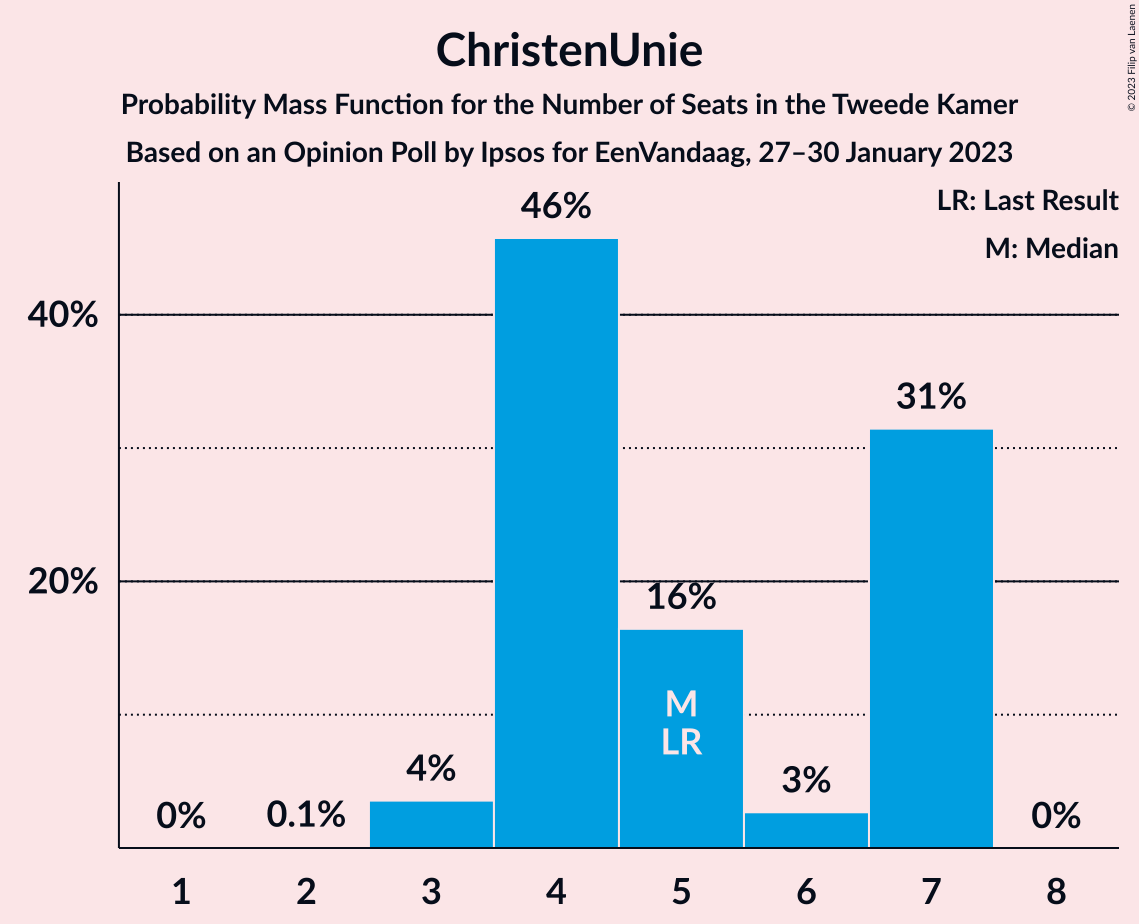 ChristenUnie
Probability Mass Function for the Number of Seats in the Tweede Kamer
Based on an Opinion Poll by Ipsos for EenVandaag, 27–30 January 2023
© 2023 Filip van Laenen
LR: Last Result
M: Median
40%
20%
0%
0.1%
4%
46%
16%
3%
31%
0%
M
LR
1 2 3 4 5 6 7 8